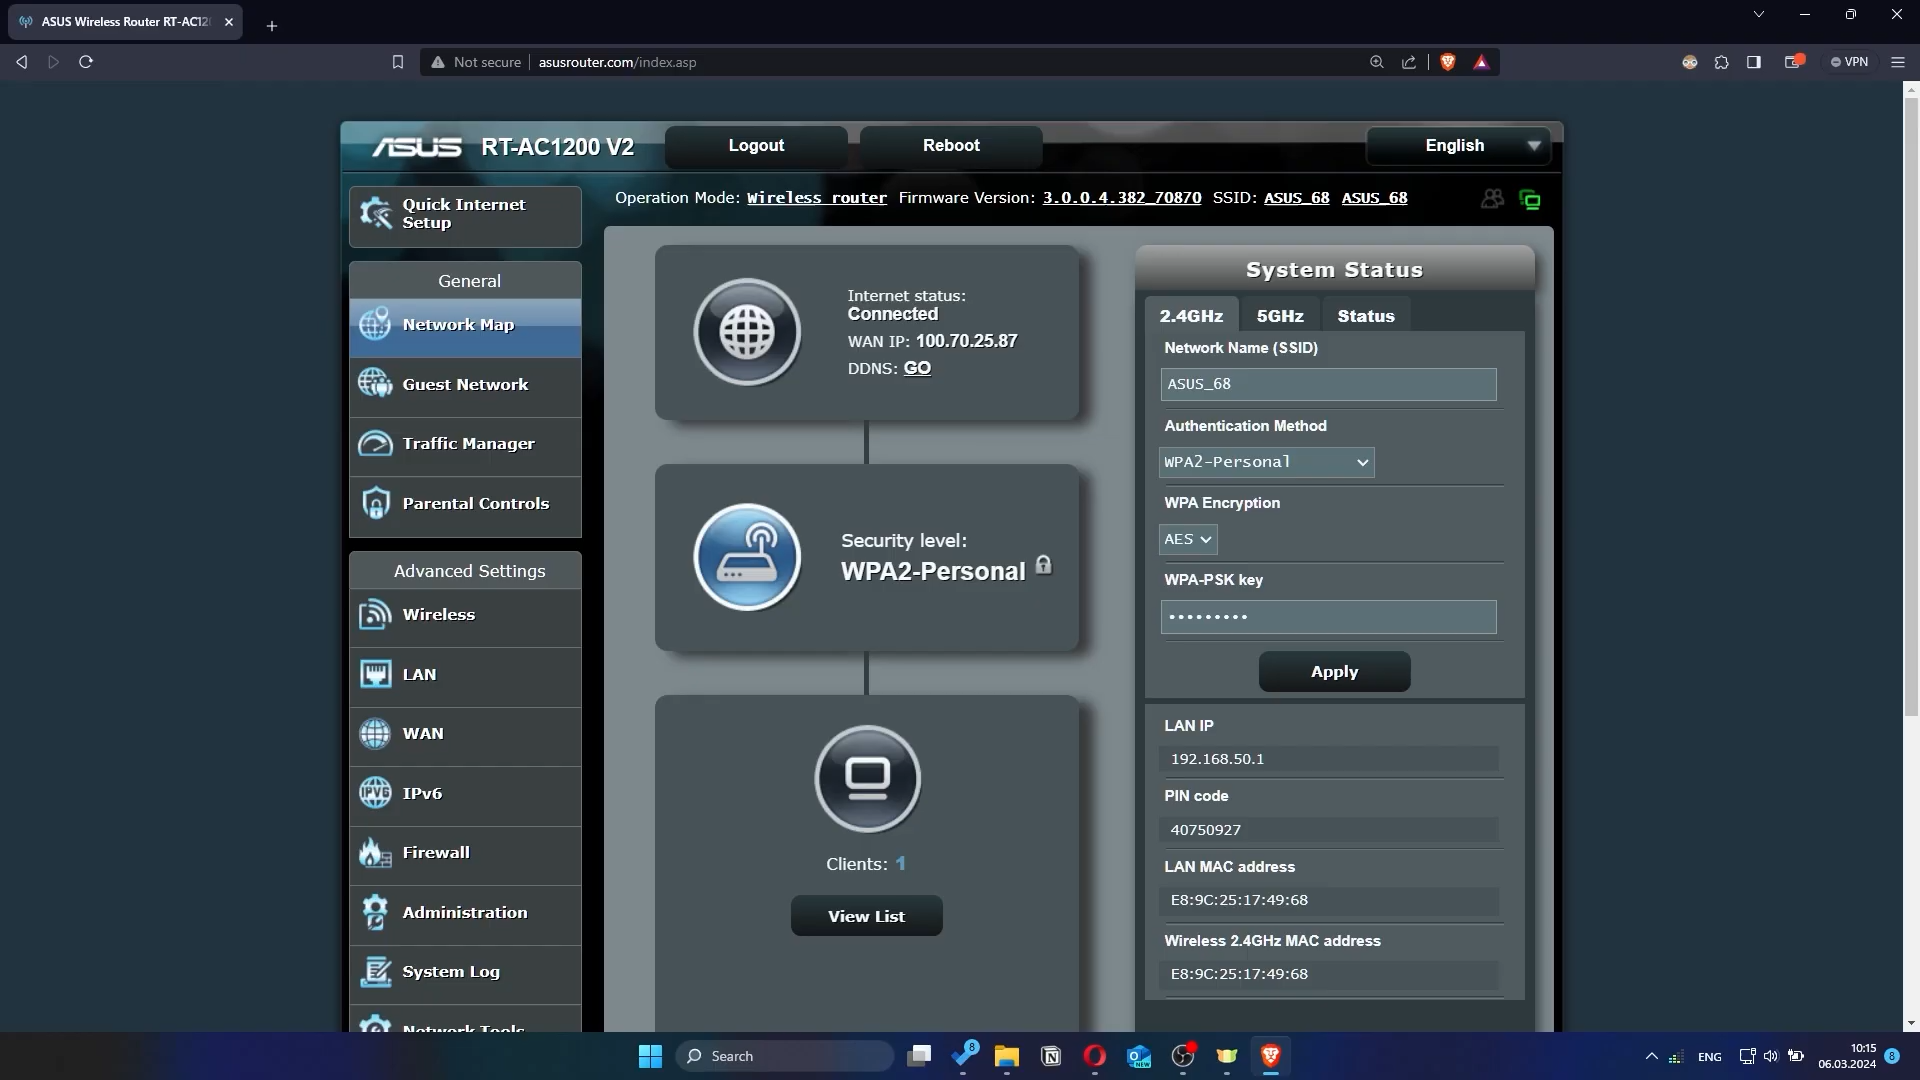 ASUS Wireless Router RT-AC12
Not secure
asusrouter.com/index.asp
VPN
ASUS RT-AC1200 V2
Logout
Reboot
English
Operation Mode: Wireless router Firmware Version: 3.0.0.4.382_70870 SSID: ASUS_68 ASUS_68
Quick Internet
Setup
General
Network Map
Guest Network
Traffic Manager
Parental Controls
Advanced Settings
Wireless
LAN
WAN
IPv6
Firewall
Administration
System Log
Network Tools
Internet status:
Connected
WAN IP: 100.70.25.87
DDNS: GO
Security level:
WPA2-Personal
Clients: 1
View List
System Status
2.4GHz
5GHz
Status
Network Name (SSID)
ASUS_68
Authentication Method
WPA2-Personal
WPA Encryption
AES
WPA-PSK key
•••••••••
Apply
LAN IP
192.168.50.1
PIN code
40750927
LAN MAC address
E8:9C:25:17:49:68
Wireless 2.4GHz MAC address
E8:9C:25:17:49:68
Search
8
NEW
ENG
10:15
06.03.2024
8